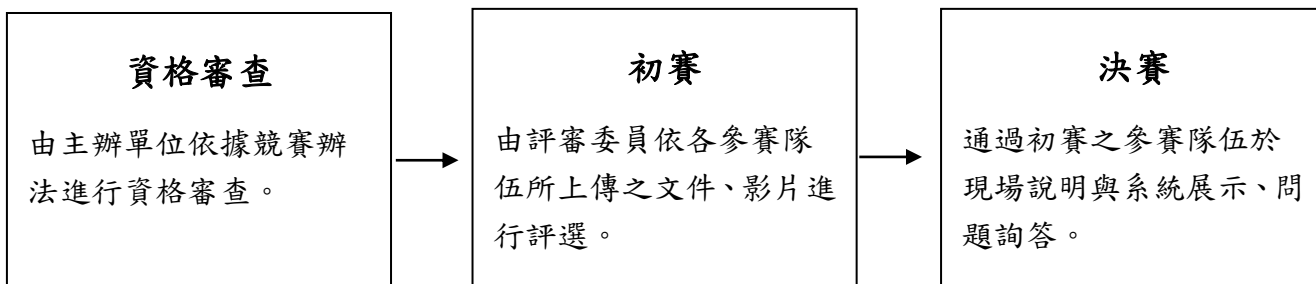 資格審查
由主辦單位依據競賽辦
法進行資格審查。
初賽
由評審委員依各參賽隊
伍所上傳之文件、影片進
行評選。
決賽
通過初賽之參賽隊伍於
現場說明與系統展示、問
題詢答。